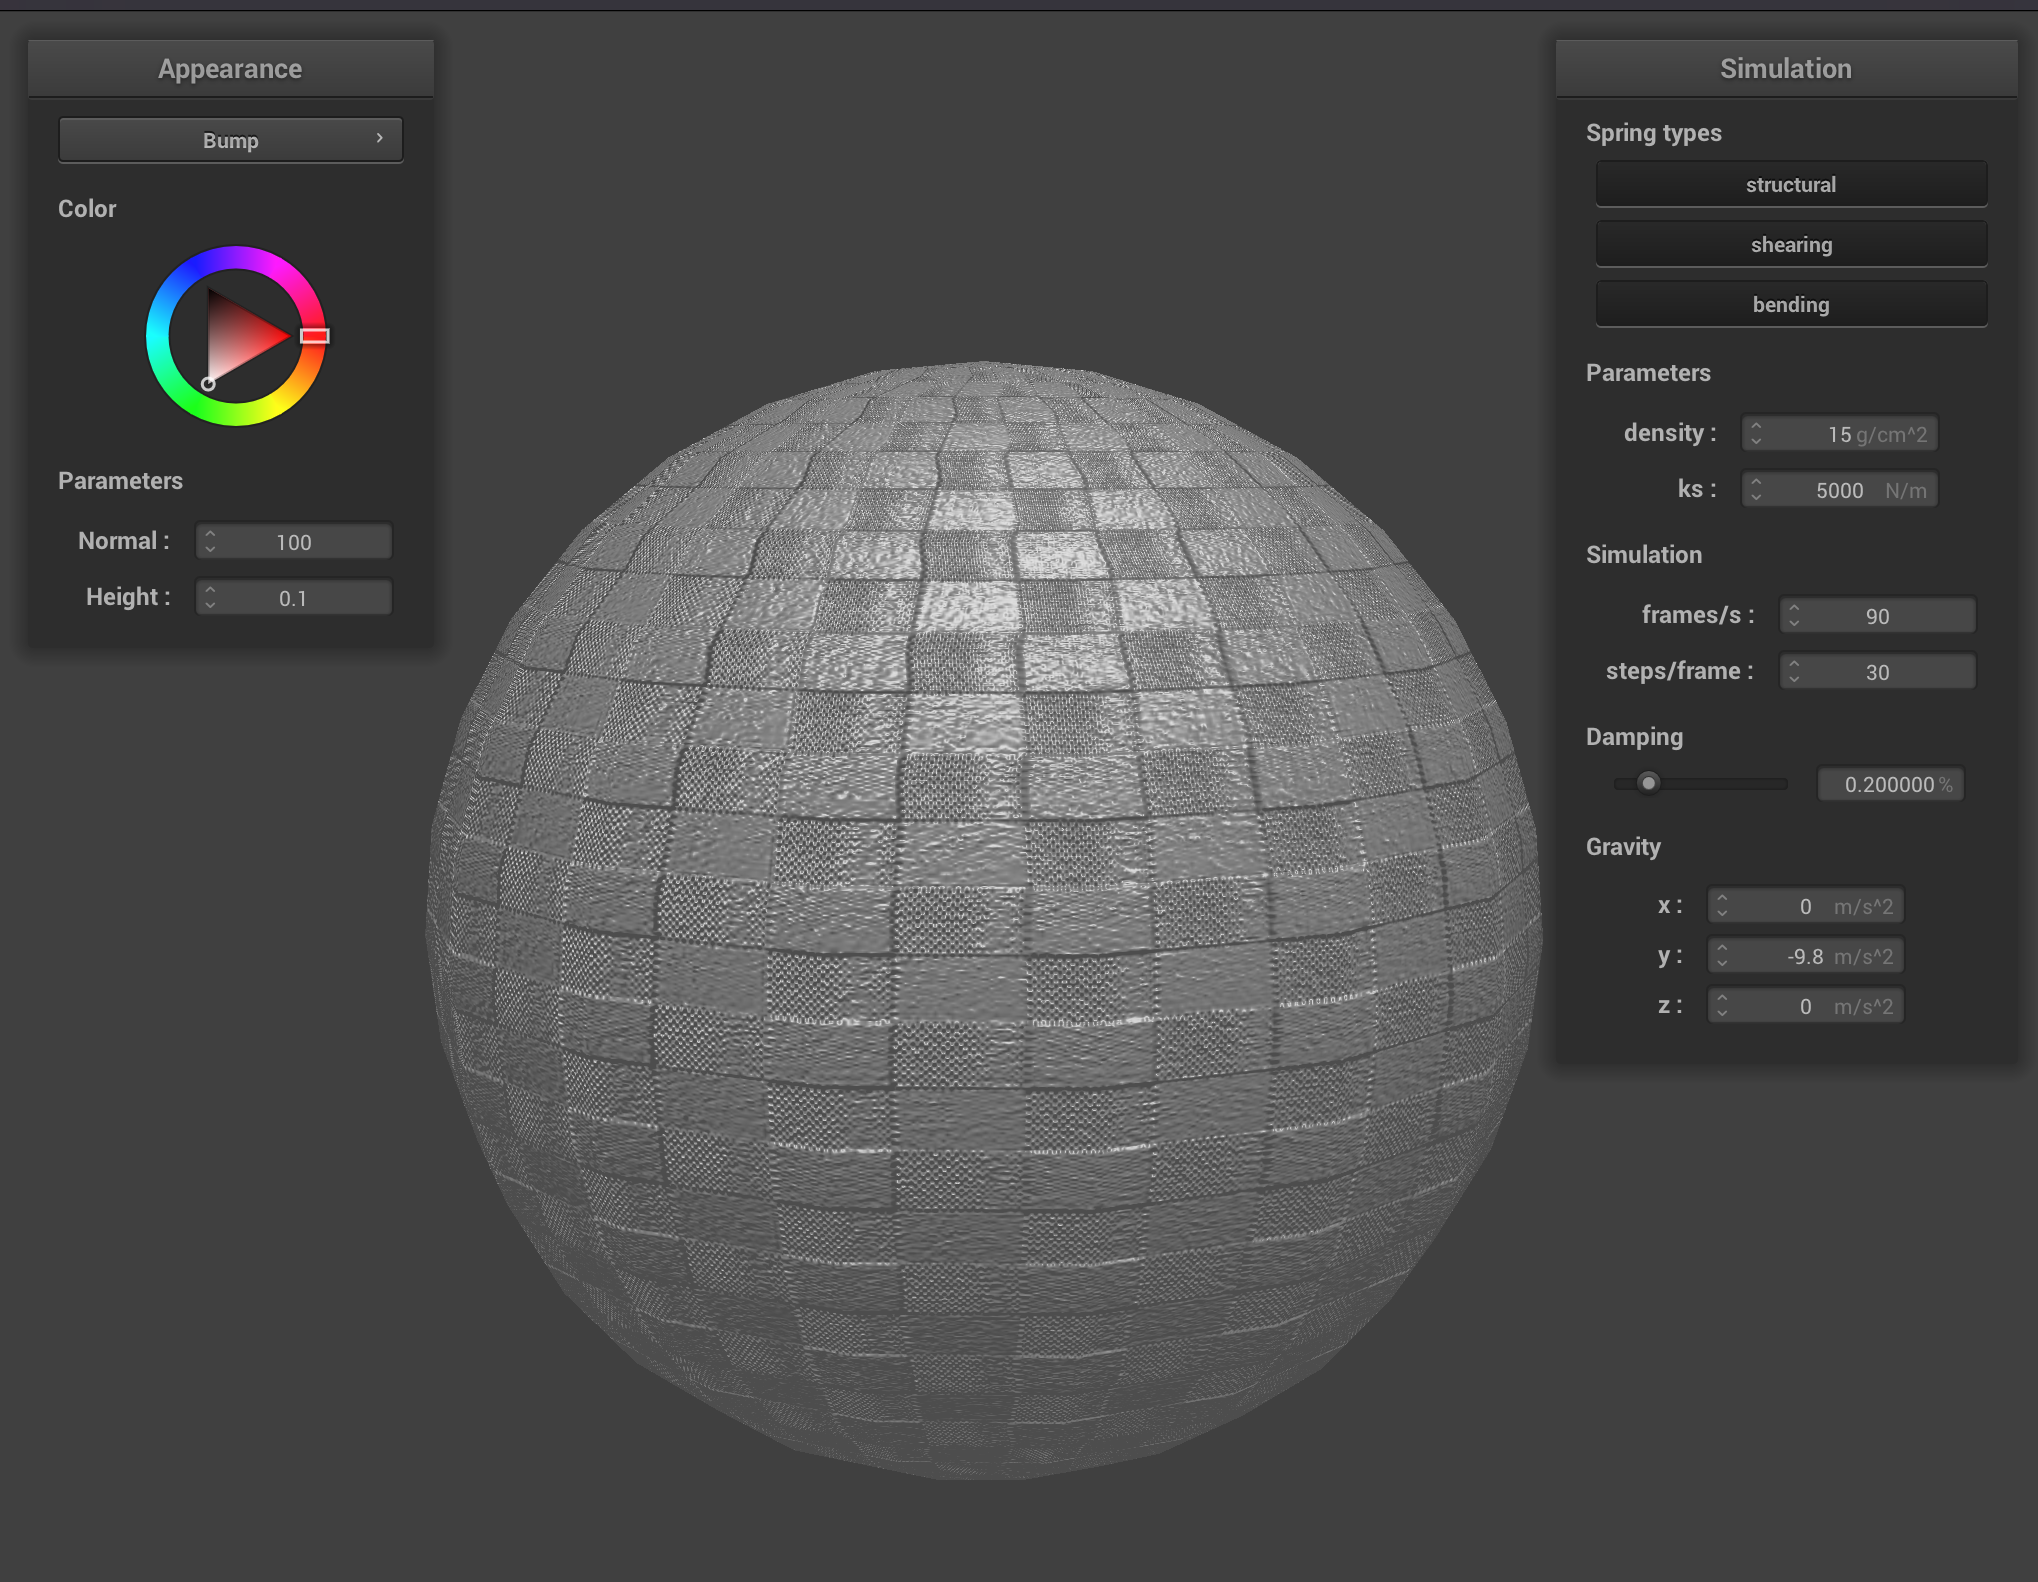 Appearance
Bump
Color
Parameters
Normal : 100
Height : 0.1
Simulation
Spring types
structural
shearing
bending
Parameters
density : 15 g/cm^2
ks : 5000 N/m
Simulation
frames/s : 90
steps/frame : 30
Damping
0.200000 %
Gravity
x : 0 m/s^2
y : -9.8 m/s^2
z : 0 m/s^2